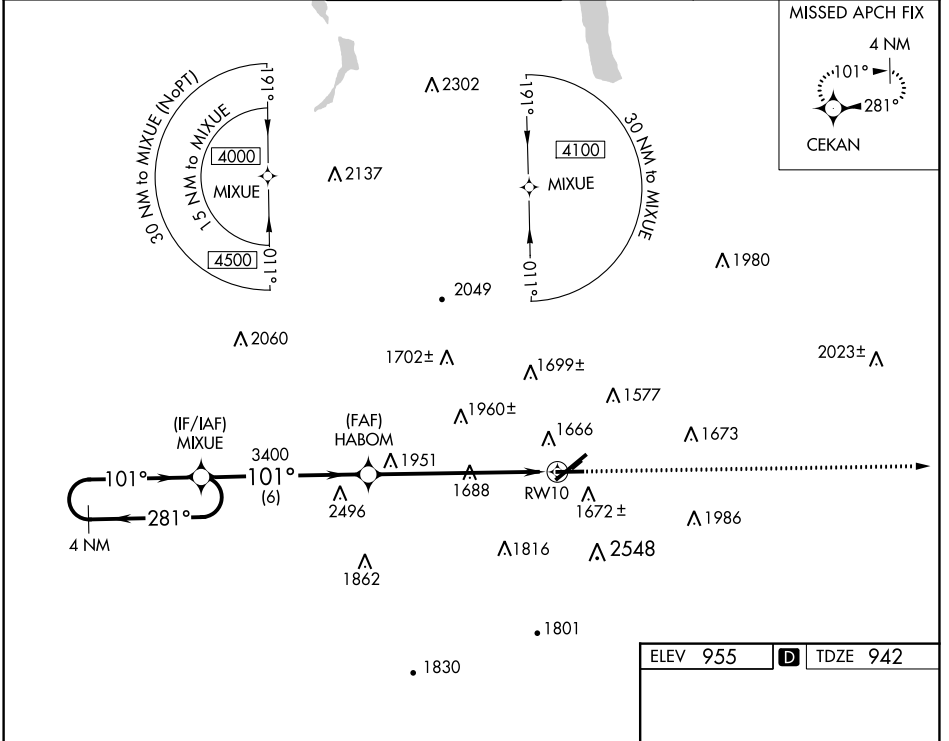 MISSED APCH FIX
4 NM
101°
281°
CEKAN
30 NM to MIXUE (NoPT)
15 NM to MIXUE
191°
4000
MIXUE
4500
011°
2302
2137
191°
4100
MIXUE
30 NM to MIXUE
011°
1980
2049
2060
1702±
1699±
2023±
1577
1960±
1666
1673
(IF/IAF)
MIXUE
(FAF)
HABOM
3400
101°
101°
(6)
1951
1688
RW10
2496
281°
4 NM
1672±
1986
1816
2548
1862
1801
1830
ELEV 955 D TDZE 942